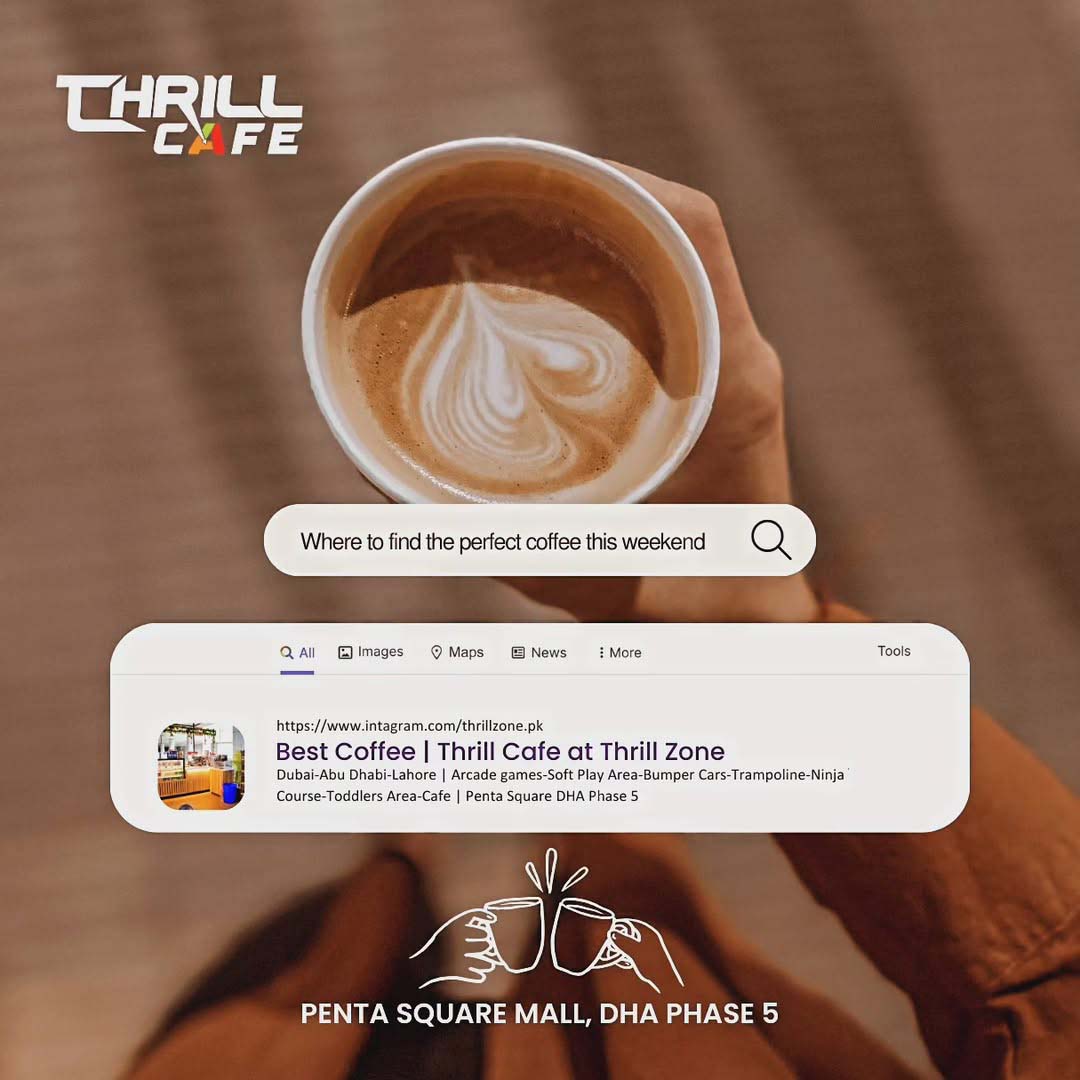 THRILL
CAFE
Where to find the perfect coffee this weekend
All Images Maps News More Tools
https://www.intagram.com/thrillzone.pk
Best Coffee | Thrill Cafe at Thrill Zone
Dubai-Abu Dhabi-Lahore | Arcade games-Soft Play Area-Bumper Cars-Trampoline-Ninja
Course-Toddlers Area-Cafe | Penta Square DHA Phase 5
PENTA SQUARE MALL, DHA PHASE 5